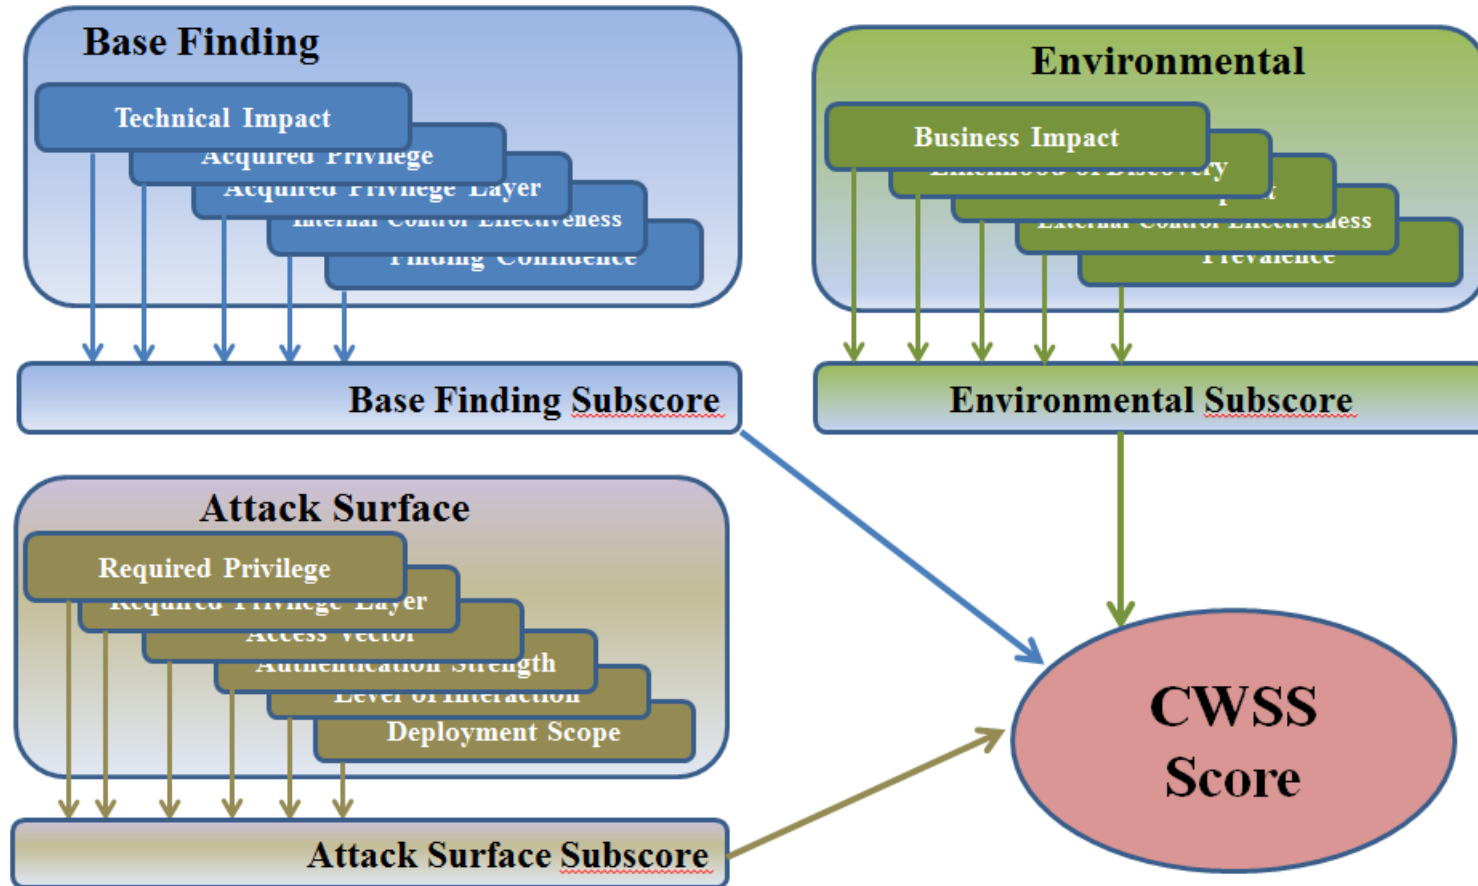 Base Finding
Technical Impact
Acquired Privilege
Acquired Privilege Layer
Internal Control Effectiveness
Finding Confidence
Base Finding Subscore
Environmental
Business Impact
Likelihood of Discovery
External Control Effectiveness
Prevalence
Environmental Subscore
Attack Surface
Required Privilege
Required Privilege Layer
Access Vector
Authentication Strength
Level of Interaction
Deployment Scope
Attack Surface Subscore
CWSS
Score